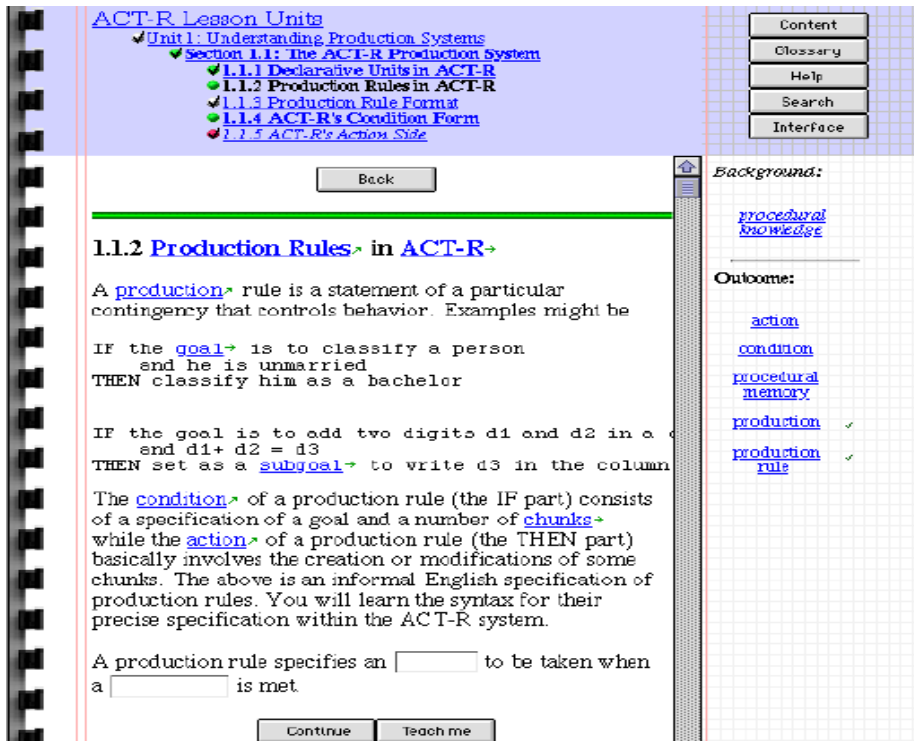 ACT-R Lesson Units
Unit 1: Understanding Production Systems
Section 1.1: The ACT-R Production System
1.1.1 Declarative Units in ACT-R
1.1.2 Production Rules in ACT-R
1.1.3 Production Rule Format
1.1.4 ACT-R's Condition Form
1.1.5 ACT-R's Action Side
Content
Glossary
Help
Search
Interface
Back
1.1.2 Production Rules in ACT-R
A production rule is a statement of a particular
contingency that controls behavior. Examples might be
IF the goal is to classify a person
and he is unmarried
THEN classify him as a bachelor
IF the goal is to add two digits d1 and d2 in a
and d1+ d2 = d3
THEN set as a subgoal to write d3 in the column
The condition of a production rule (the IF part) consists
of a specification of a goal and a number of chunks
while the action of a production rule (the THEN part)
basically involves the creation or modifications of some
chunks. The above is an informal English specification of
production rules. You will learn the syntax for their
precise specification within the ACT-R system.
A production rule specifies an to be taken when
a is met.
Continue
Teach me
Background:
procedural
knowledge
Outcome:
action
condition
procedural
memory
production
production
rule